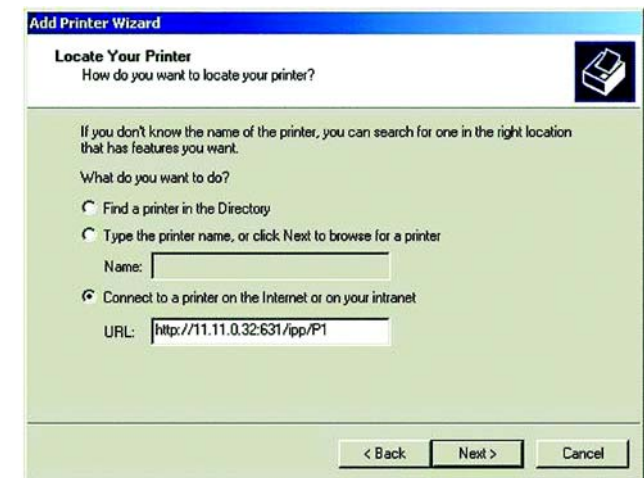 Add Printer Wizard
Locate Your Printer
How do you want to locate your printer?
If you don't know the name of the printer, you can search for one in the right location
that has features you want.
What do you want to do?
Find a printer in the Directory
Type the printer name, or click Next to browse for a printer
Name:
Connect to a printer on the Internet or on your intranet
URL: http://11.11.0.32:631/ipp/P1
< Back Next > Cancel